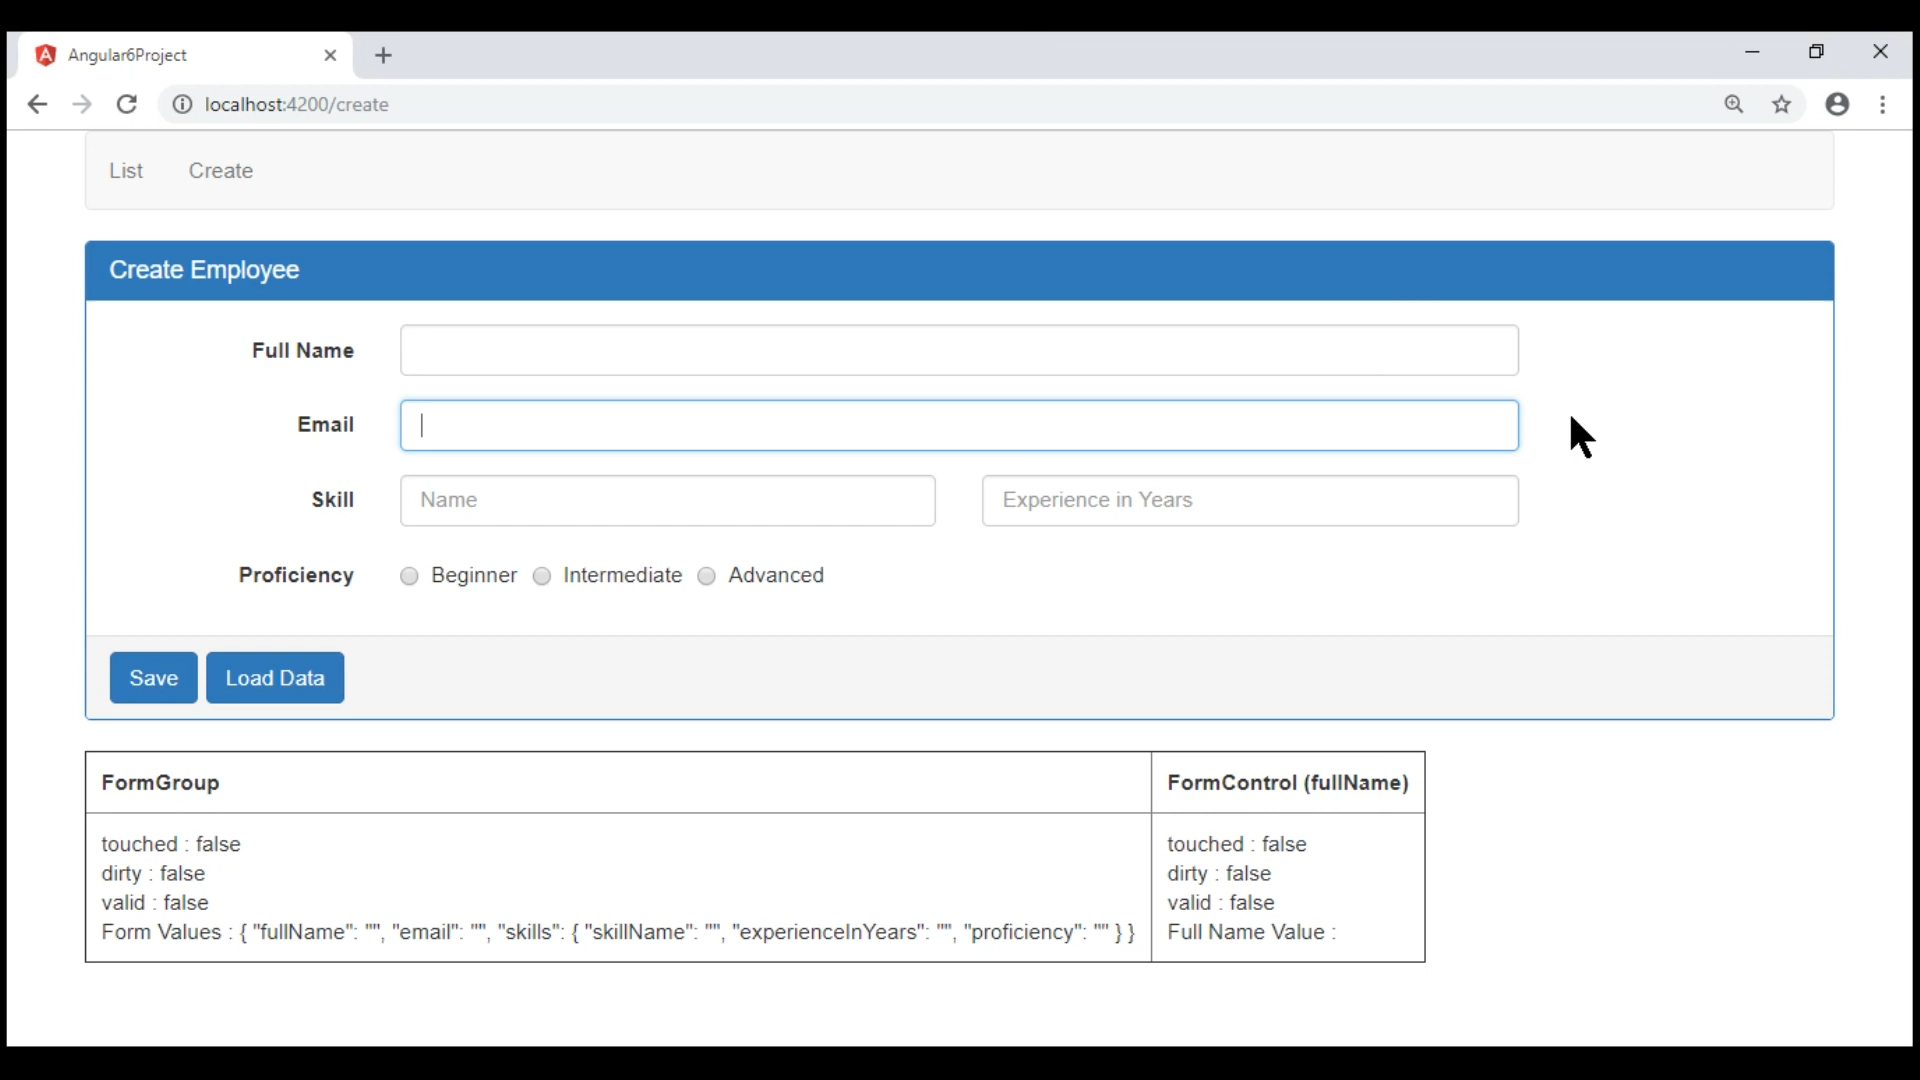 Angular6Project
localhost:4200/create
List Create
Create Employee
Full Name
Email
Skill Name Experience in Years
Proficiency Beginner Intermediate Advanced
Save Load Data
FormGroup FormControl (fullName)
touched : false touched : false
dirty : false dirty : false
valid : false valid : false
Form Values : { "fullName": "", "email": "", "skills": { "skillName": "", "experienceInYears": "", "proficiency": "" } } Full Name Value :